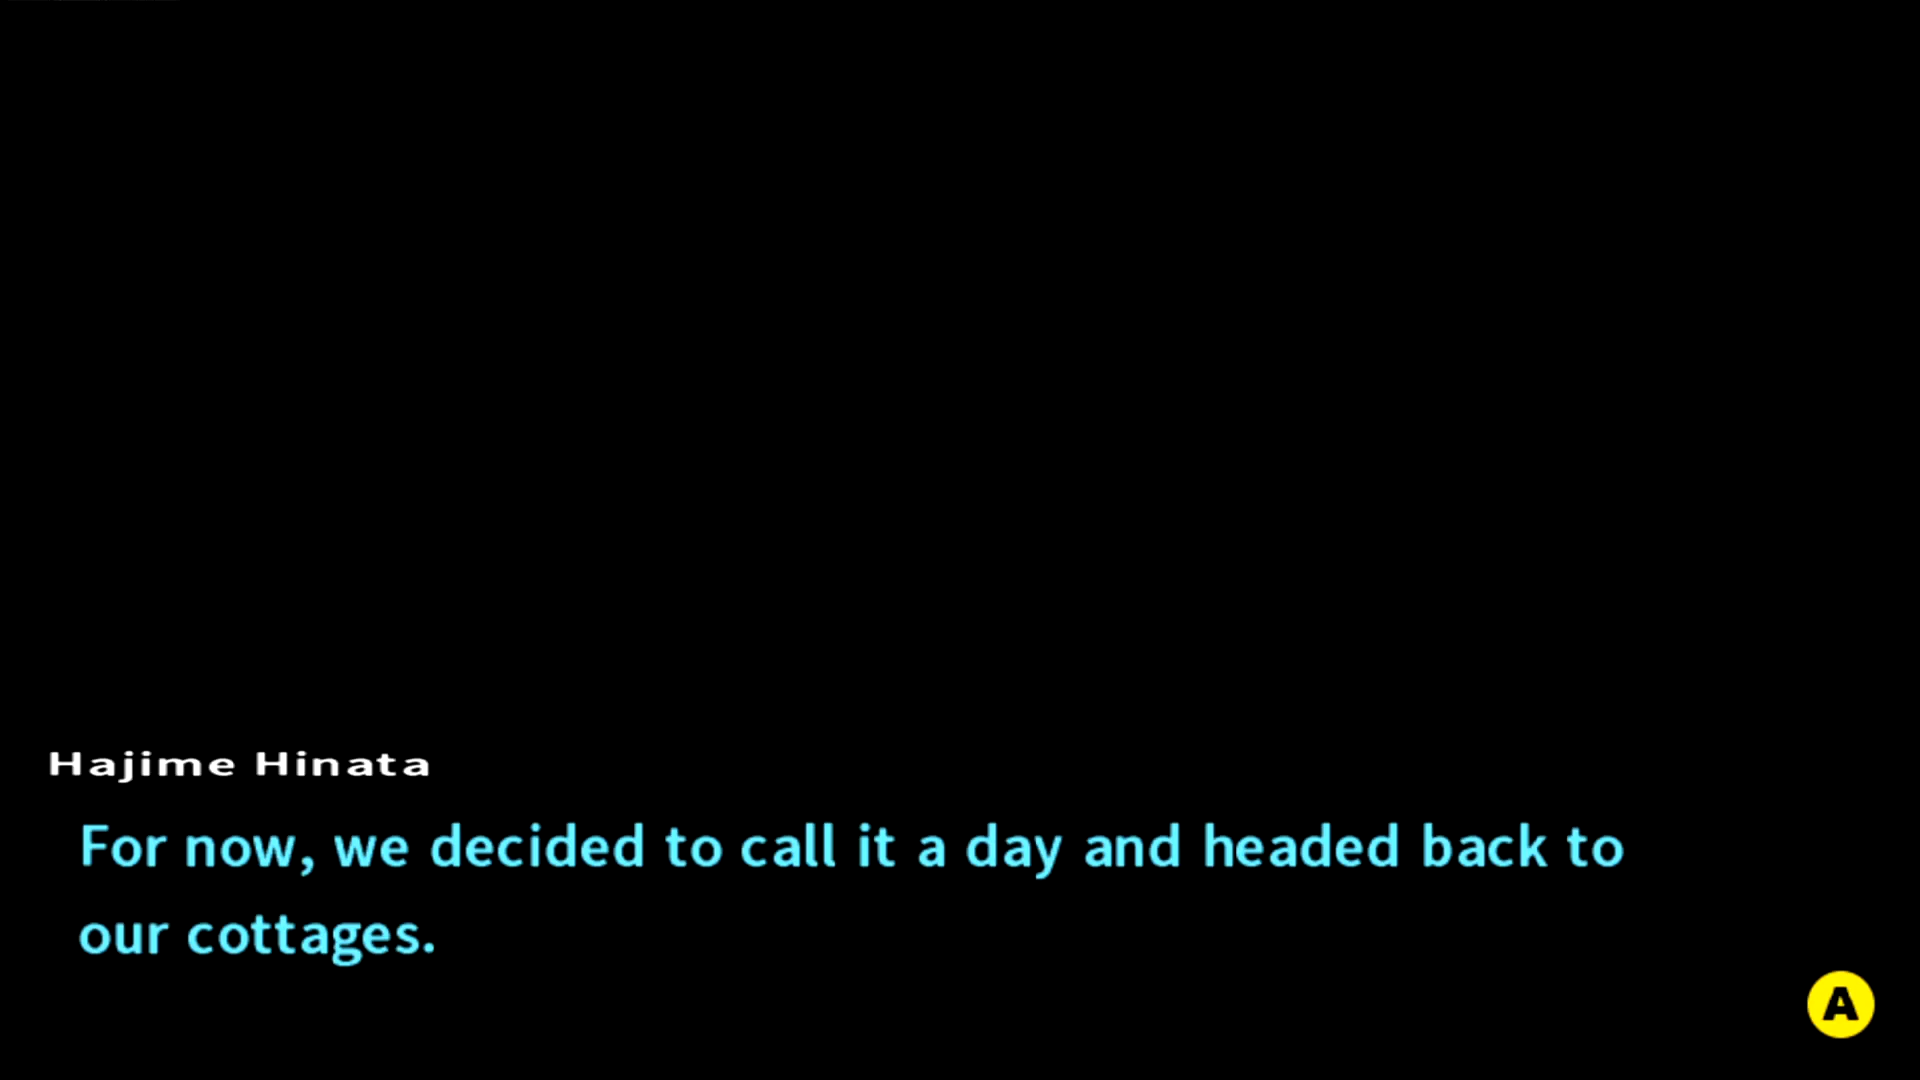 Hajime Hinata
For now, we decided to call it a day and headed back to
our cottages.
A